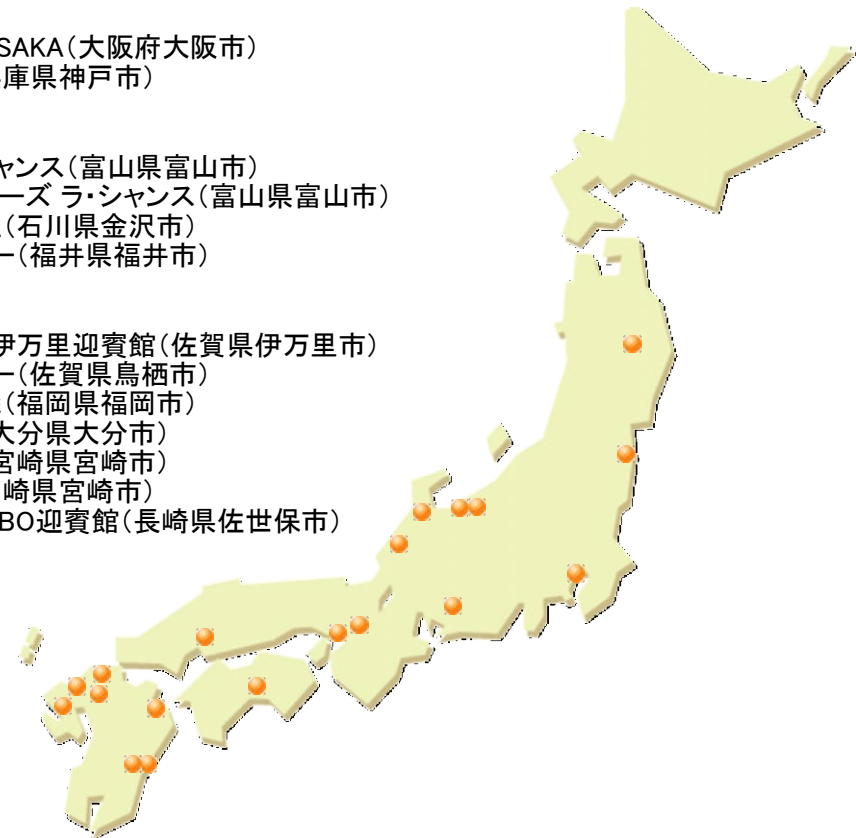 SAKA(大阪府大阪市)
庫県神戸市)
ャンス(富山県富山市)
ーズ ラ・シャンス(富山県富山市)
(石川県金沢市)
ー(福井県福井市)
伊万里迎賓館(佐賀県伊万里市)
ー(佐賀県鳥栖市)
(福岡県福岡市)
大分県大分市)
宮崎県宮崎市)
崎県宮崎市)
BO迎賓館(長崎県佐世保市)